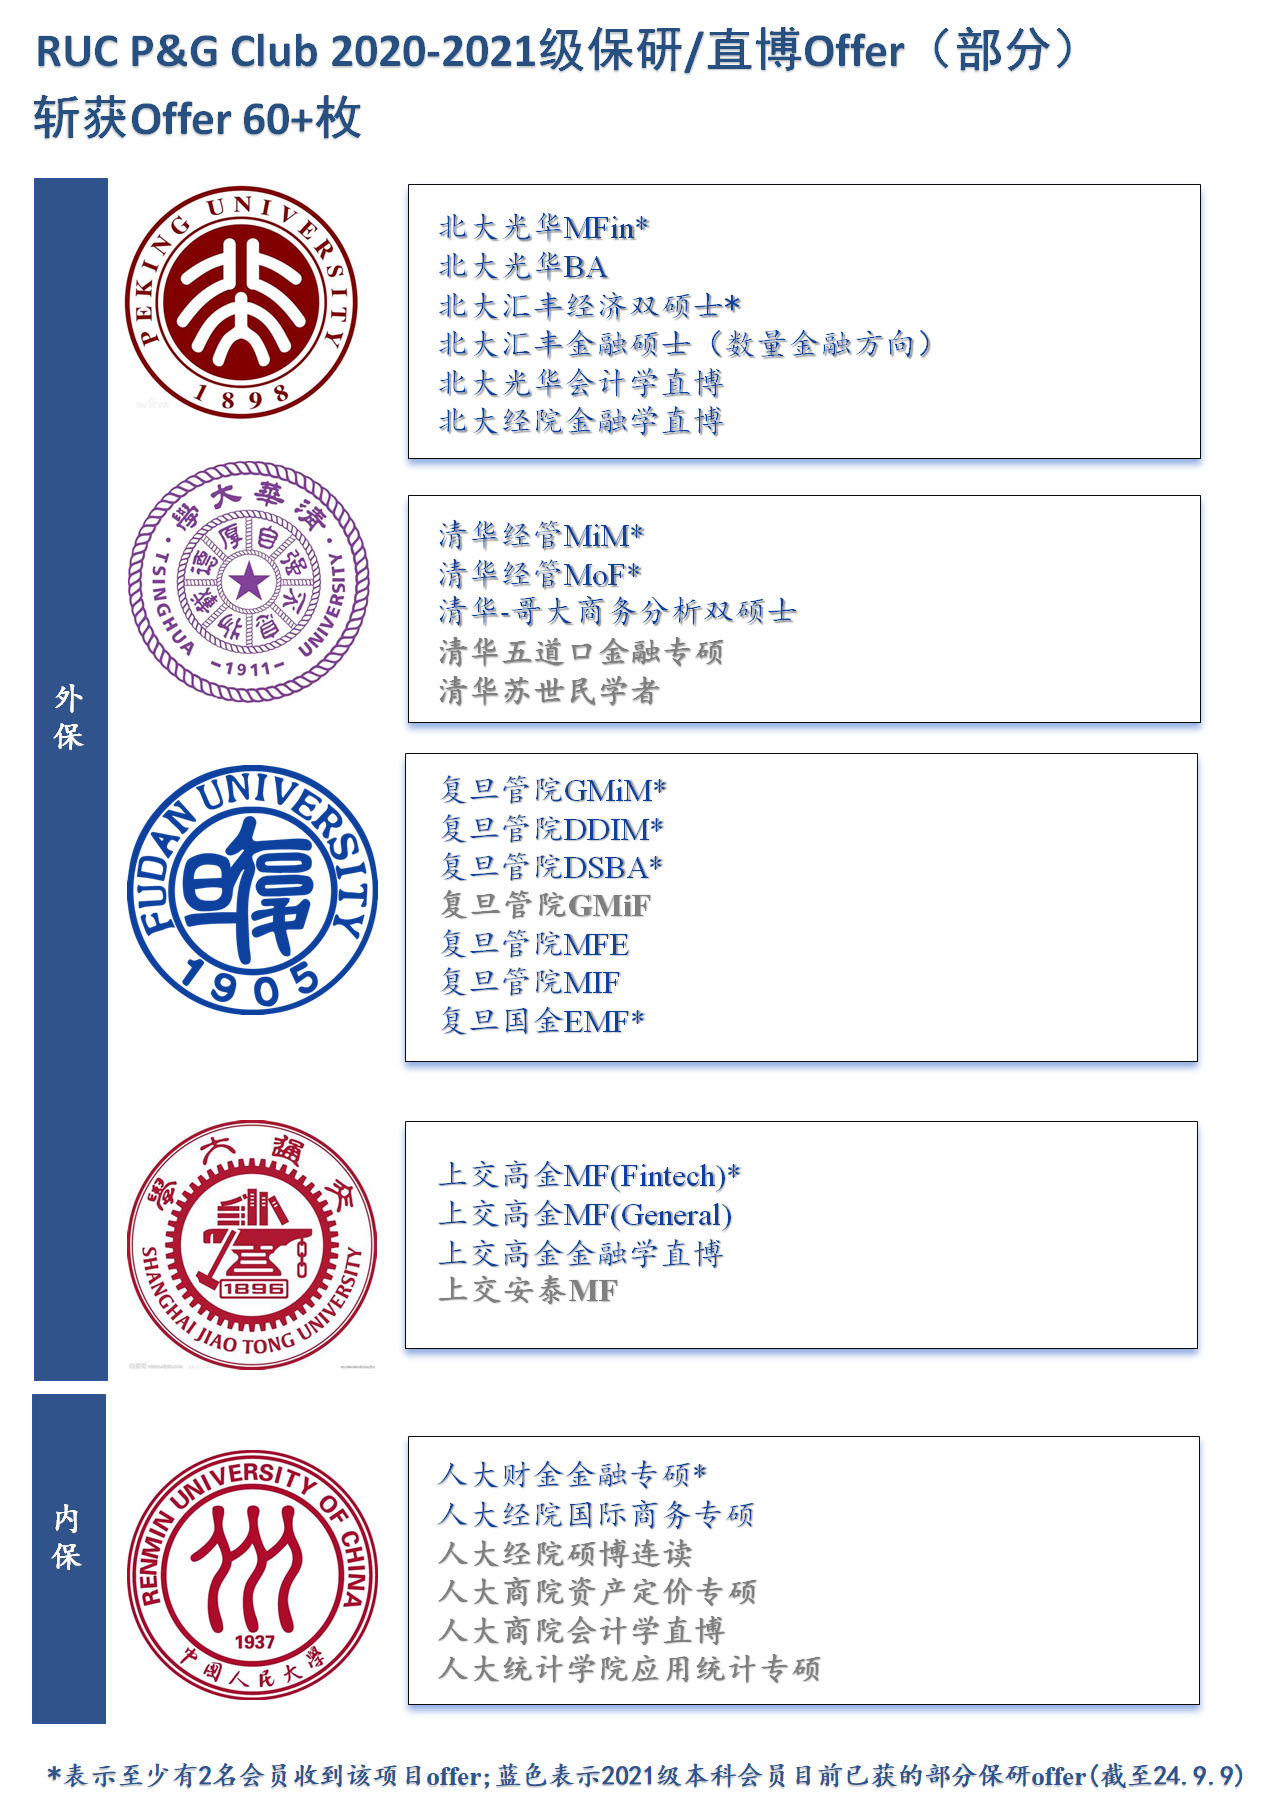 RUC P&G Club 2020-2021级保研/直博Offer（部分）
斩获Offer 60+枚
外保
PEKING UNIVERSITY
1898
北大光华MFin*
北大光华BA
北大汇丰经济双硕士*
北大汇丰金融硕士（数量金融方向）
北大光华会计学直博
北大经院金融学直博
學大華清
自强不息
厚德載物
TSINGHUA UNIVERSITY
-1911-
清华经管MiM*
清华经管MoF*
清华-哥大商务分析双硕士
清华五道口金融专硕
清华苏世民学者
FUDAN UNIVERSITY
1905
复旦管院GMiM*
复旦管院DDIM*
复旦管院DSBA*
复旦管院GMiF
复旦管院MFE
复旦管院MIF
复旦国金EMF*
學大通交
1896
SHANGHAI JIAO TONG UNIVERSITY
上交高金MF(Fintech)*
上交高金MF(General)
上交高金金融学直博
上交安泰MF
内保
RENMIN UNIVERSITY OF CHINA
1937
中國人民大學
人大财金金融专硕*
人大经院国际商务专硕
人大经院硕博连读
人大商院资产定价专硕
人大商院会计学直博
人大统计学院应用统计专硕
*表示至少有2名会员收到该项目offer;蓝色表示2021级本科会员目前已获的部分保研offer(截至24.9.9)